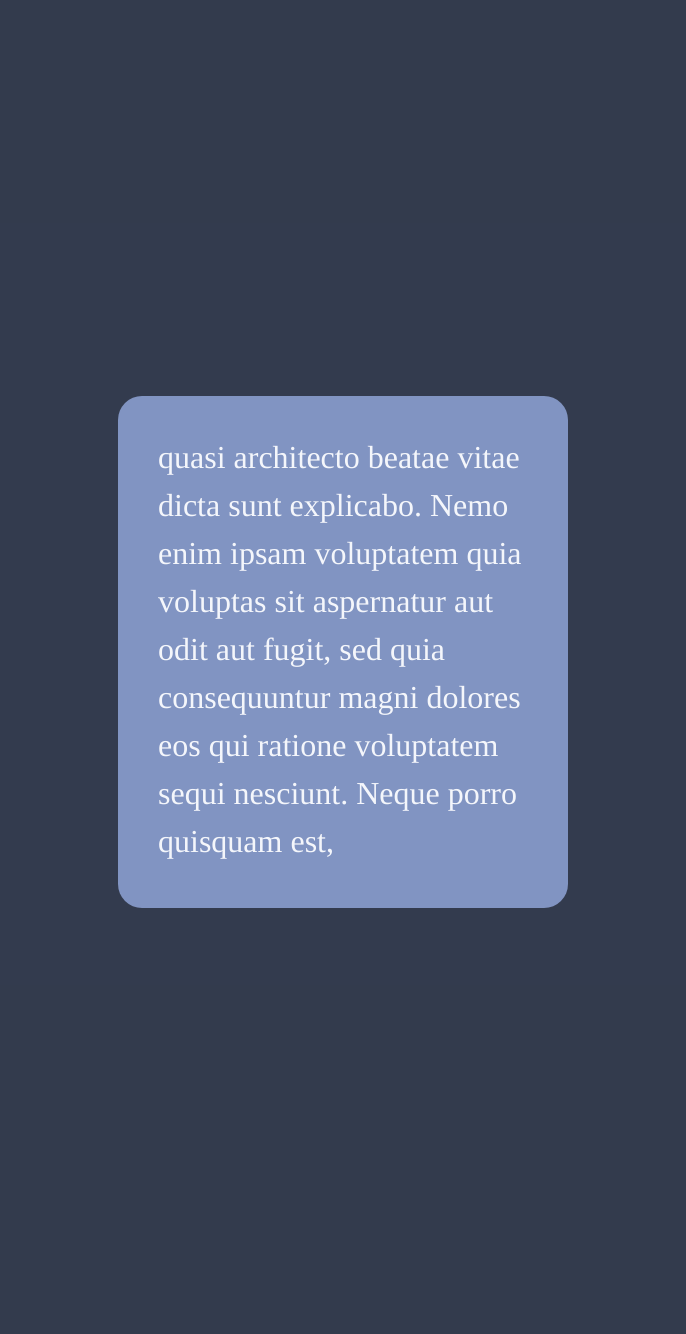 quasi architecto beatae vitae
dicta sunt explicabo. Nemo
enim ipsam voluptatem quia
voluptas sit aspernatur aut
odit aut fugit, sed quia
consequuntur magni dolores
eos qui ratione voluptatem
sequi nesciunt. Neque porro
quisquam est,